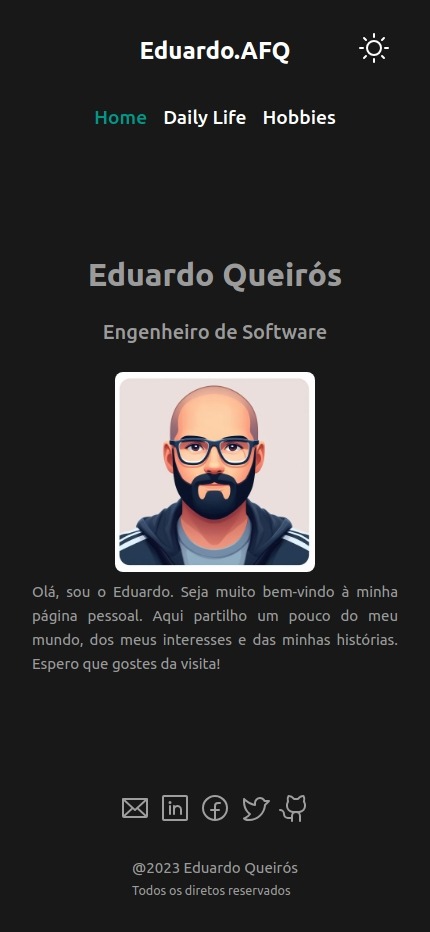 Eduardo.AFQ
Home Daily Life Hobbies
Eduardo Queirós
Engenheiro de Software
Olá, sou o Eduardo. Seja muito bem-vindo à minha
página pessoal. Aqui partilho um pouco do meu
mundo, dos meus interesses e das minhas histórias.
Espero que gostes da visita!
@2023 Eduardo Queirós
Todos os diretos reservados